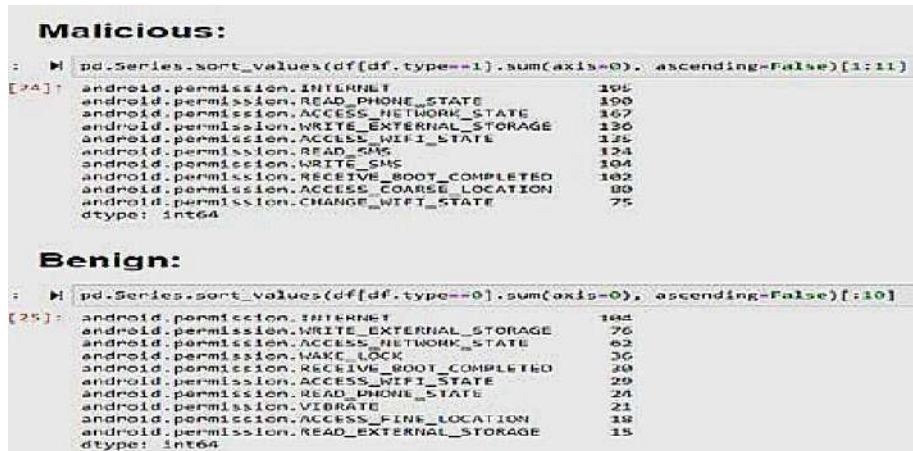 Malicious:
pd.Series.sort_values(df[df.type==1].sum(axis=0), ascending=False)[1:11]
[24]: android.permission.INTERNET 195
android.permission.READ_PHONE_STATE 190
android.permission.ACCESS_NETWORK_STATE 167
android.permission.WRITE_EXTERNAL_STORAGE 136
android.permission.ACCESS_WIFI_STATE 135
android.permission.READ_SMS 124
android.permission.WRITE_SMS 104
android.permission.RECEIVE_BOOT_COMPLETED 102
android.permission.ACCESS_COARSE_LOCATION 80
android.permission.CHANGE_WIFI_STATE 75
dtype: int64
Benign:
pd.Series.sort_values(df[df.type==0].sum(axis=0), ascending=False)[:10]
[25]: android.permission.INTERNET 104
android.permission.WRITE_EXTERNAL_STORAGE 76
android.permission.ACCESS_NETWORK_STATE 62
android.permission.WAKE_LOCK 36
android.permission.RECEIVE_BOOT_COMPLETED 30
android.permission.ACCESS_WIFI_STATE 29
android.permission.READ_PHONE_STATE 24
android.permission.VIBRATE 21
android.permission.ACCESS_FINE_LOCATION 18
android.permission.READ_EXTERNAL_STORAGE 15
dtype: int64